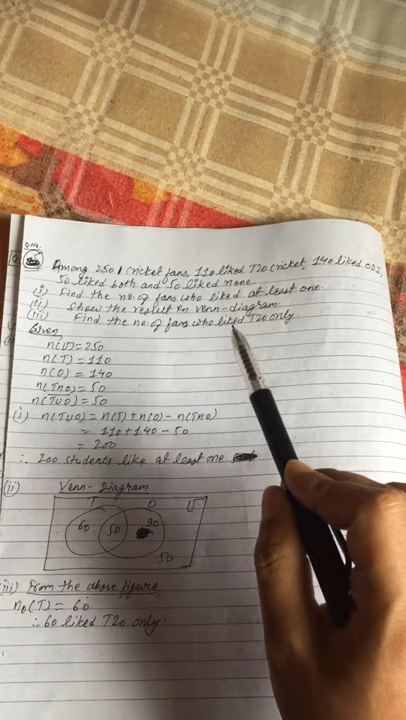 Q.N.
Among 250 Cricket fans, 110 liked T20 cricket, 140 liked ODI,
50 liked both and 50 liked none.
(i) Find the no. of fans who liked at least one.
(ii) Show the result in Venn-diagram.
(iii) Find the no. of fans who liked T20 only.
Given,
n(U) = 250
n(T) = 110
n(O) = 140
n(T∩O) = 50
n(T∪O) = 50
(i) n(T∪O) = n(T) + n(O) - n(T∩O)
= 110 + 140 - 50
= 200
∴ 200 students like at least one.
(ii) Venn-Diagram
T O U
60 50 90
50
(iii) From the above figure,
n₀(T) = 60
∴ 60 liked T20 only.